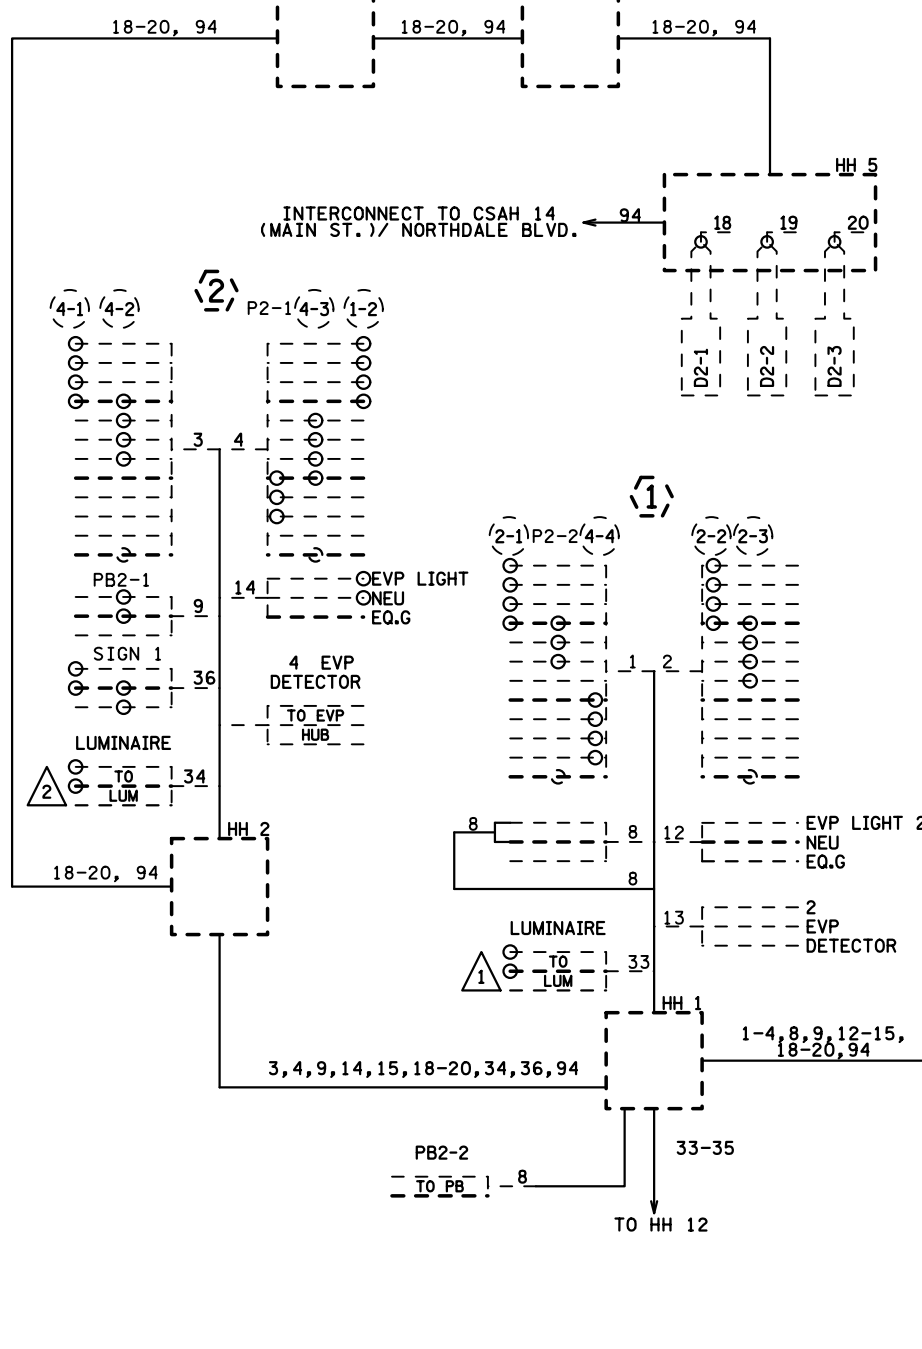 18-20, 94
18-20, 94
18-20, 94
HH 5
INTERCONNECT TO CSAH 14
(MAIN ST.)/ NORTHDALE BLVD.
94
18
19
20
D2-1
D2-2
D2-3
2
4-1
4-2
P2-1
4-3
1-2
3
4
PB2-1
9
14
EVP LIGHT
NEU
EQ.G
SIGN 1
36
4 EVP
DETECTOR
TO EVP
HUB
LUMINAIRE
2
TO
LUM
34
HH 2
18-20, 94
1
2-1
P2-2
4-4
2-2
2-3
1
2
8
8
12
EVP LIGHT 2
NEU
EQ.G
8
13
2
EVP
DETECTOR
LUMINAIRE
1
TO
LUM
33
HH 1
1-4,8,9,12-15,
18-20,94
3,4,9,14,15,18-20,34,36,94
33-35
PB2-2
TO PB
8
TO HH 12